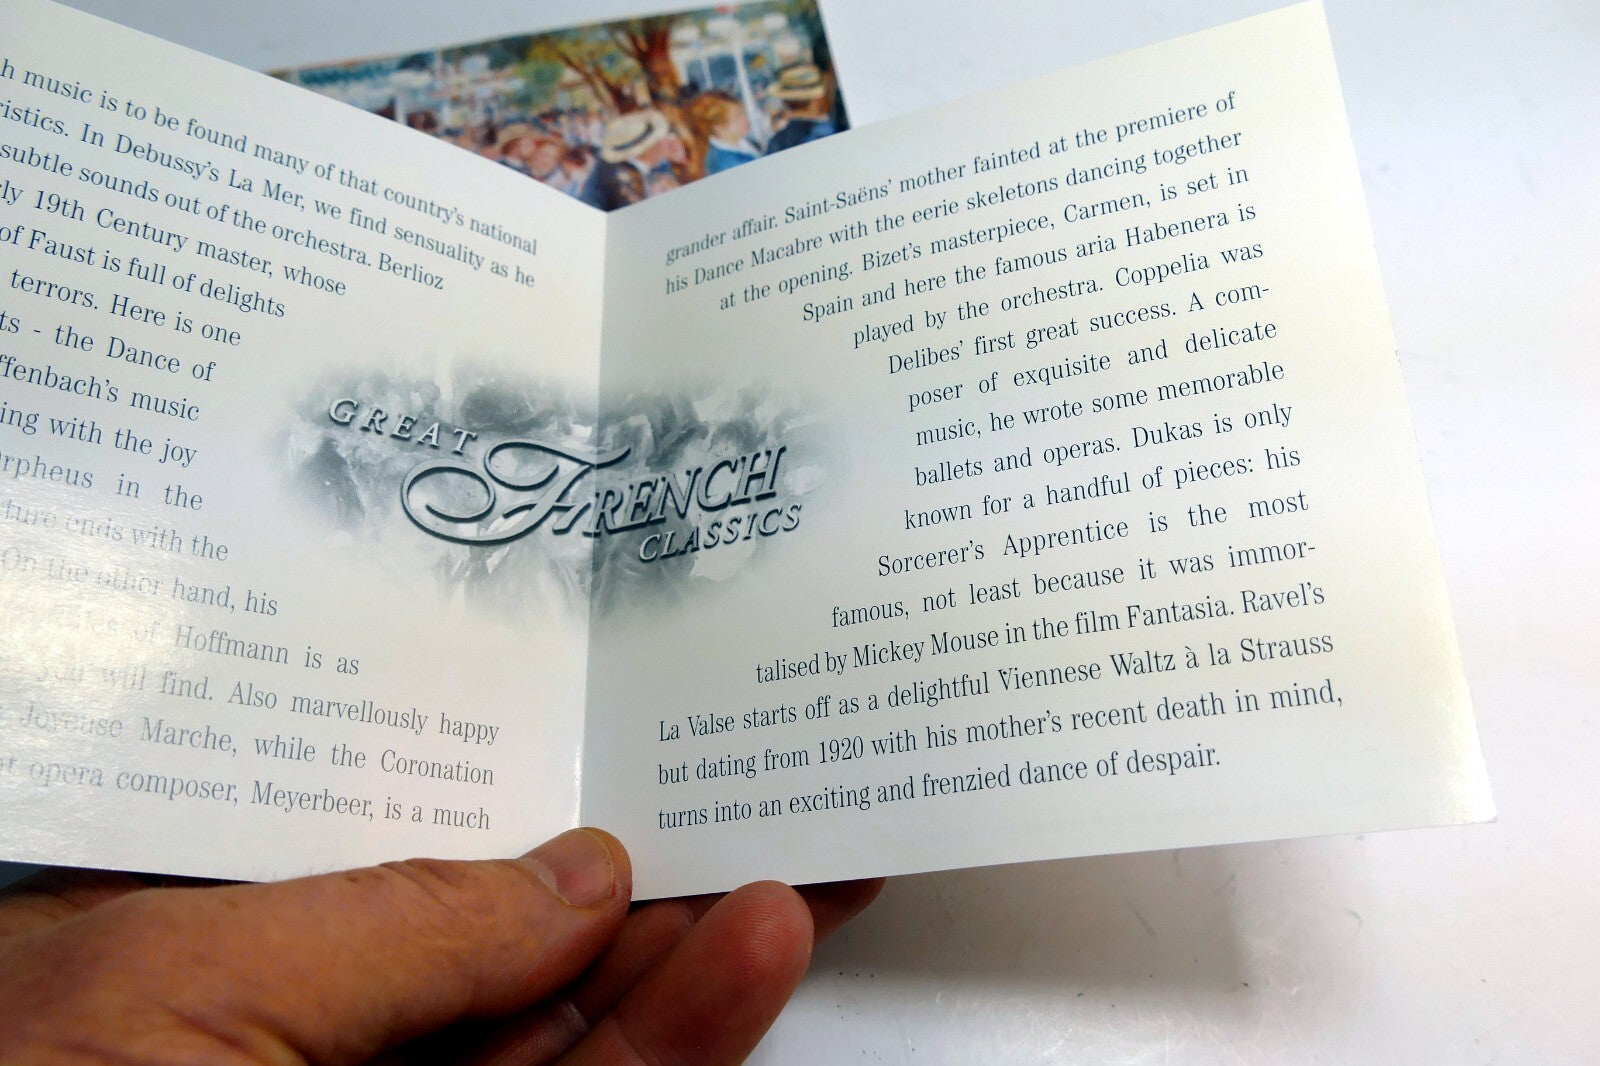 h music is to be found many of that country's national
ristics. In Debussy's La Mer, we find sensuality as he
subtle sounds out of the orchestra. Berlioz
rly 19th Century master, whose
of Faust is full of delights
terrors. Here is one
ts - the Dance of
ffenbach's music
ing with the joy
rpheus in the
ture ends with the
On the other hand, his
Tales of Hoffmann is as
you will find. Also marvellously happy
Joyeuse Marche, while the Coronation
t opera composer, Meyerbeer, is a much
GREAT
FRENCH
CLASSICS
grander affair. Saint-Saëns' mother fainted at the premiere of
his Dance Macabre with the eerie skeletons dancing together
at the opening. Bizet's masterpiece, Carmen, is set in
Spain and here the famous aria Habenera is
played by the orchestra. Coppelia was
Delibes' first great success. A com-
poser of exquisite and delicate
music, he wrote some memorable
ballets and operas. Dukas is only
known for a handful of pieces: his
Sorcerer's Apprentice is the most
famous, not least because it was immor-
talised by Mickey Mouse in the film Fantasia. Ravel's
La Valse starts off as a delightful Viennese Waltz à la Strauss
but dating from 1920 with his mother's recent death in mind,
turns into an exciting and frenzied dance of despair.